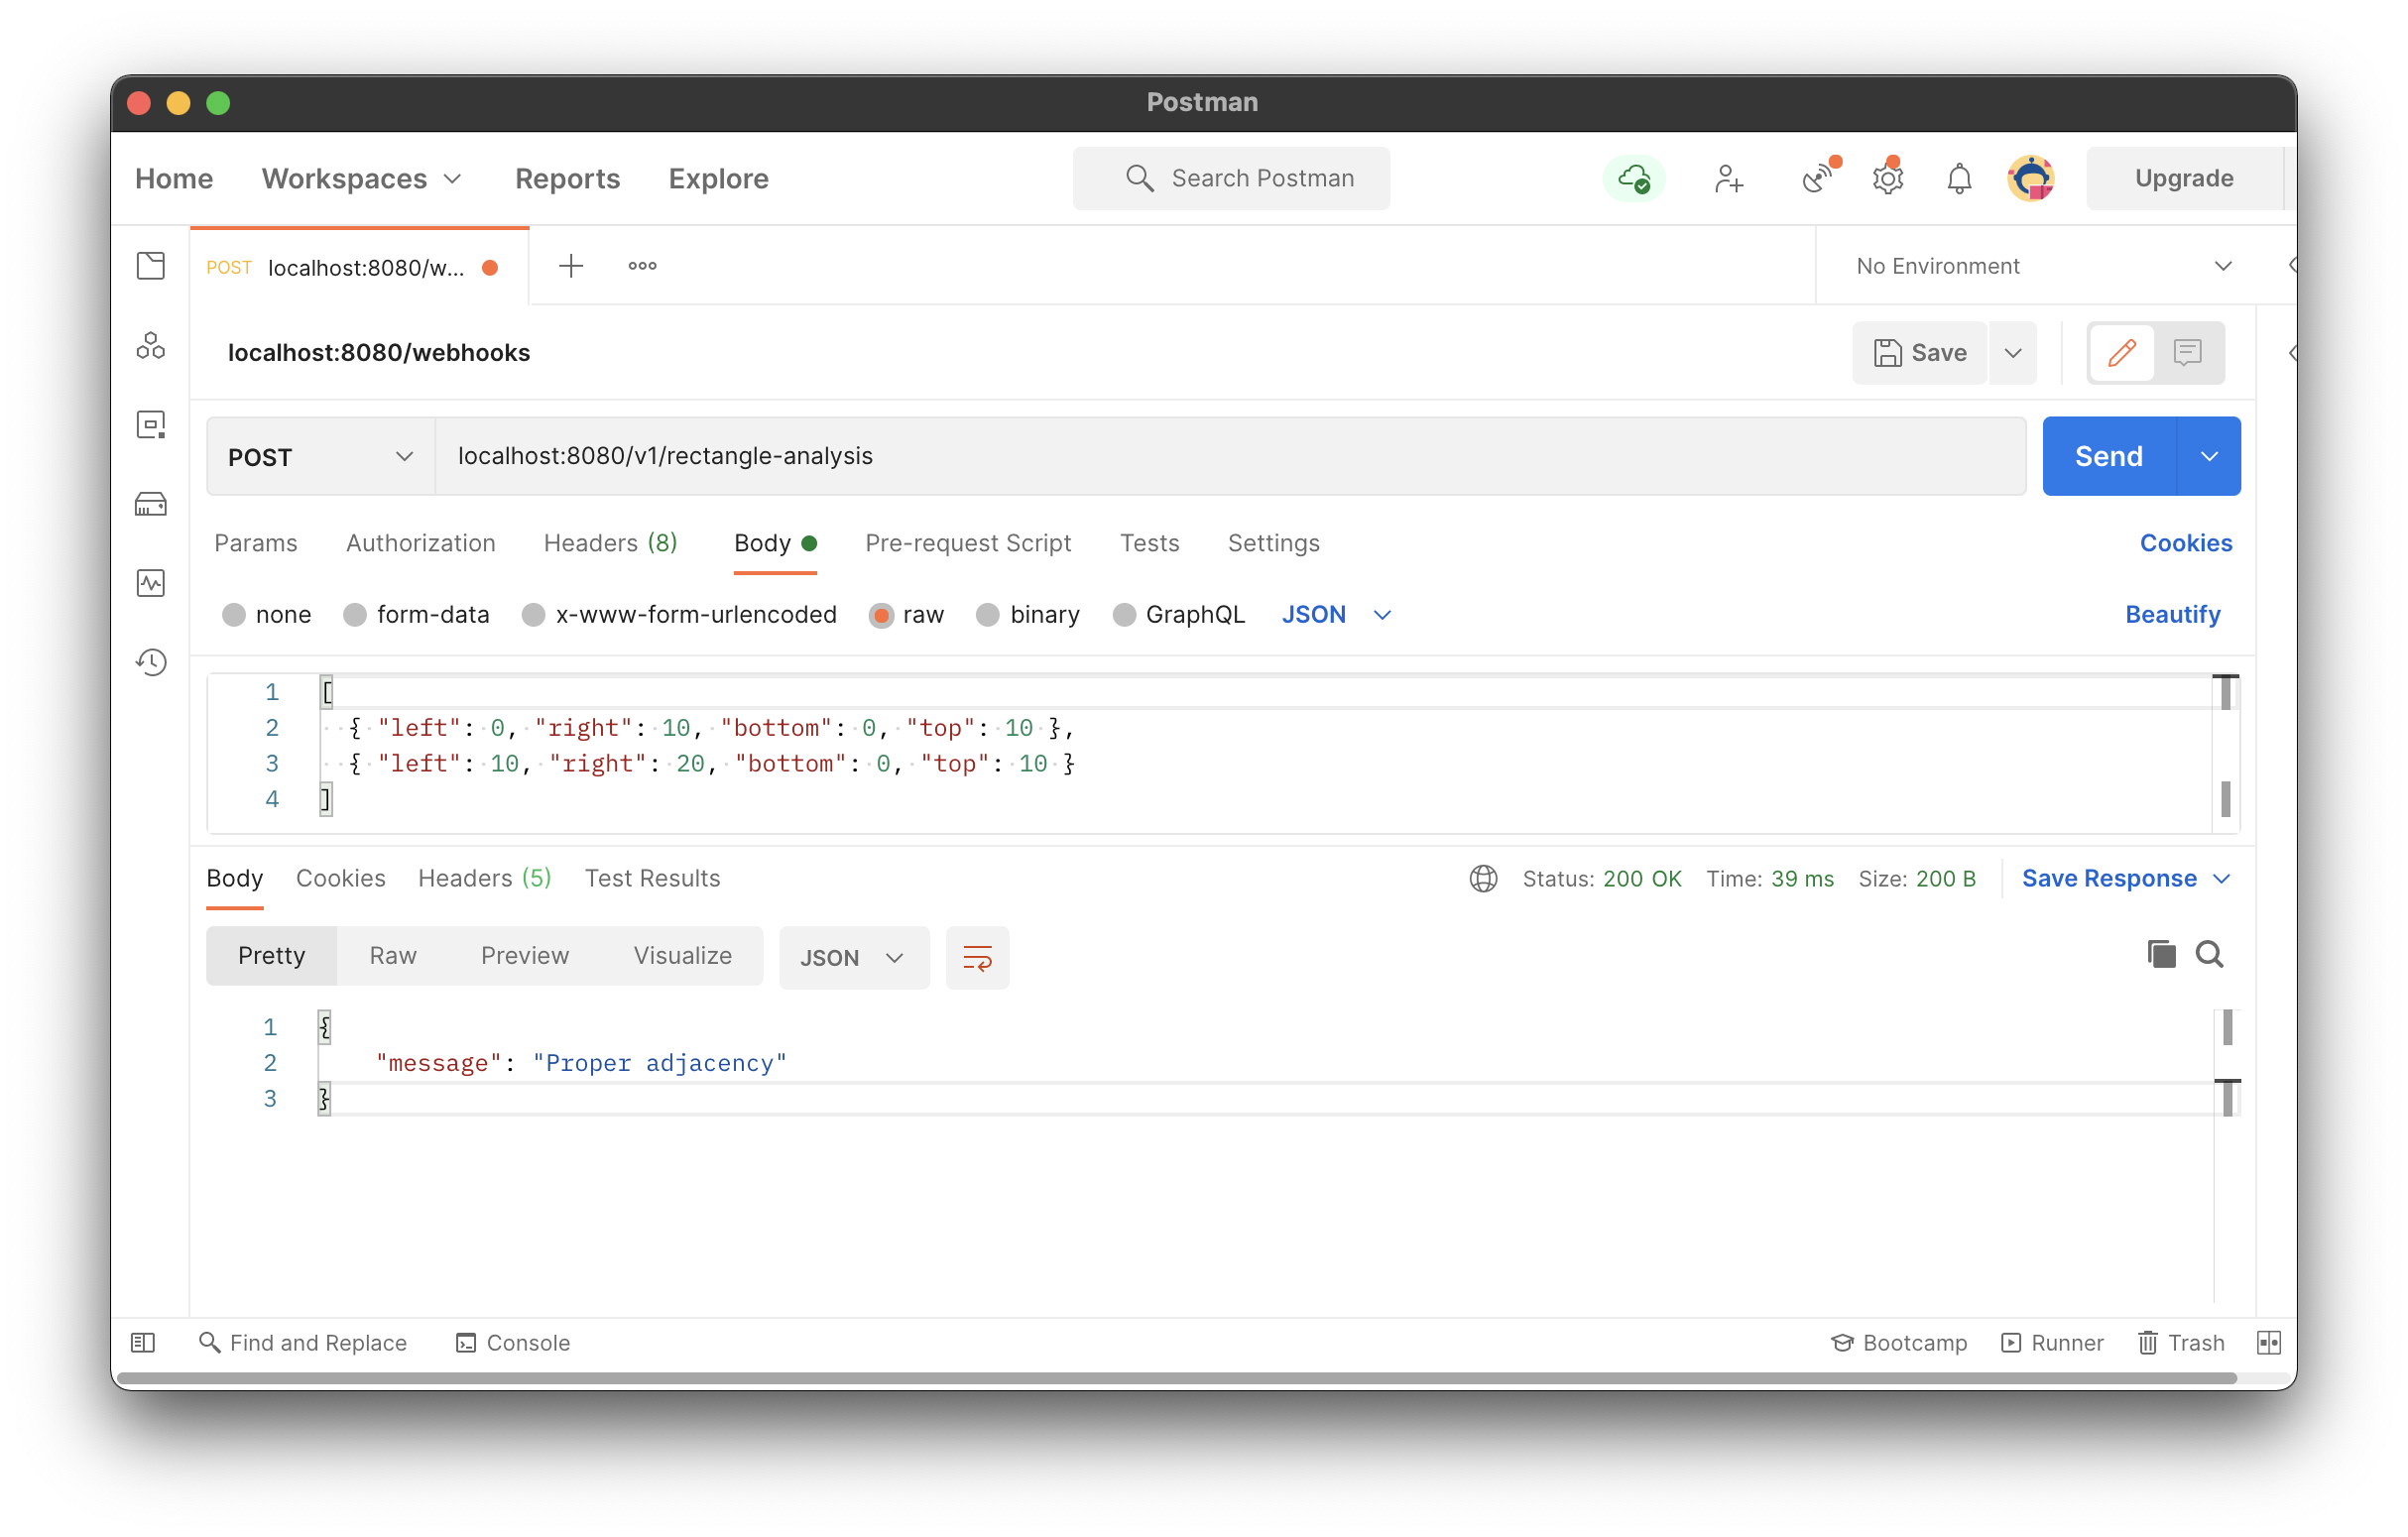 Postman
Home Workspaces Reports Explore Search Postman Upgrade
POST localhost:8080/w... No Environment
localhost:8080/webhooks Save
POST localhost:8080/v1/rectangle-analysis Send
Params Authorization Headers (8) Body Pre-request Script Tests Settings Cookies
none form-data x-www-form-urlencoded raw binary GraphQL JSON Beautify
1 [
2 { "left": 0, "right": 10, "bottom": 0, "top": 10 },
3 { "left": 10, "right": 20, "bottom": 0, "top": 10 }
4 ]
Body Cookies Headers (5) Test Results Status: 200 OK Time: 39 ms Size: 200 B Save Response
Pretty Raw Preview Visualize JSON
1 {
2 "message": "Proper adjacency"
3 }
Find and Replace Console Bootcamp Runner Trash